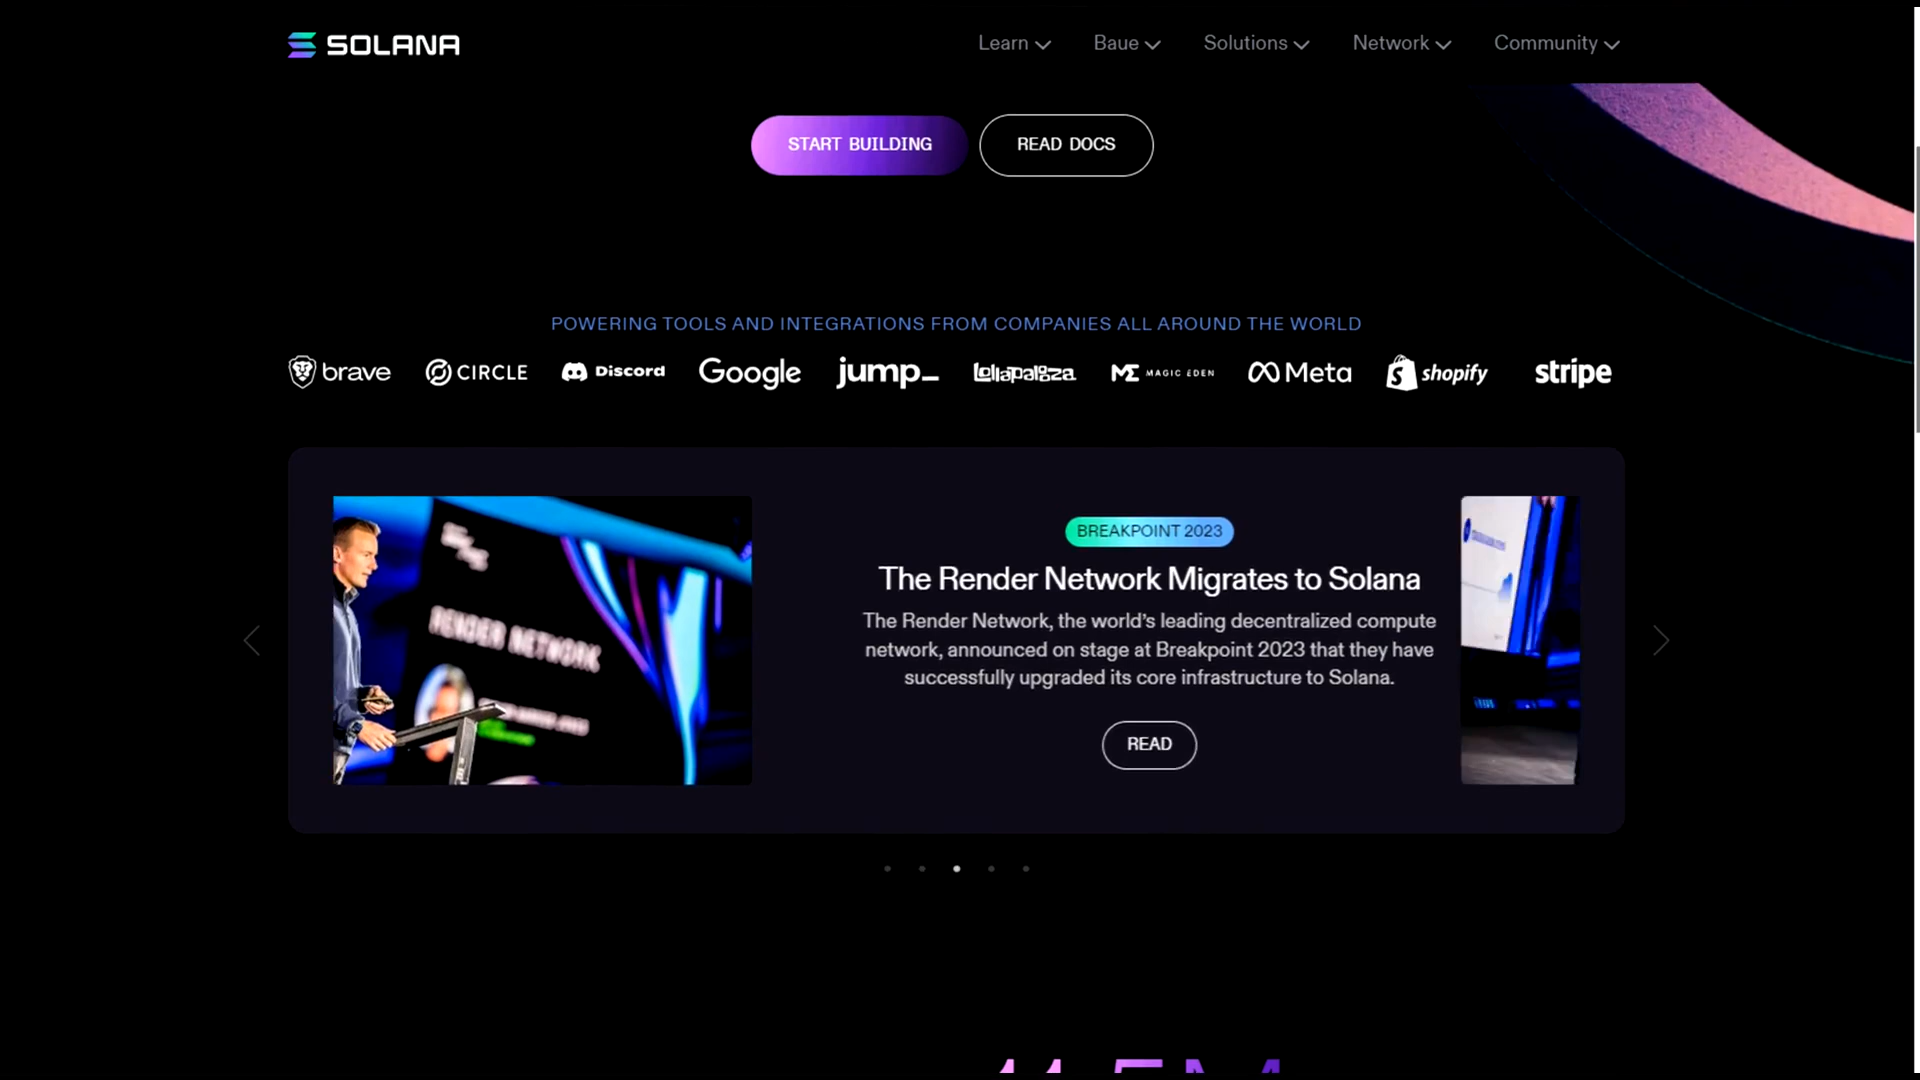 SOLANA
Learn
Baue
Solutions
Network
Community
START BUILDING
READ DOCS
POWERING TOOLS AND INTEGRATIONS FROM COMPANIES ALL AROUND THE WORLD
brave
CIRCLE
Discord
Google
jump_
Lollapalooza
ME MAGIC EDEN
Meta
shopify
stripe
RENDER NETWORK
BREAKPOINT 2023
The Render Network Migrates to Solana
The Render Network, the world's leading decentralized compute
network, announced on stage at Breakpoint 2023 that they have
successfully upgraded its core infrastructure to Solana.
READ